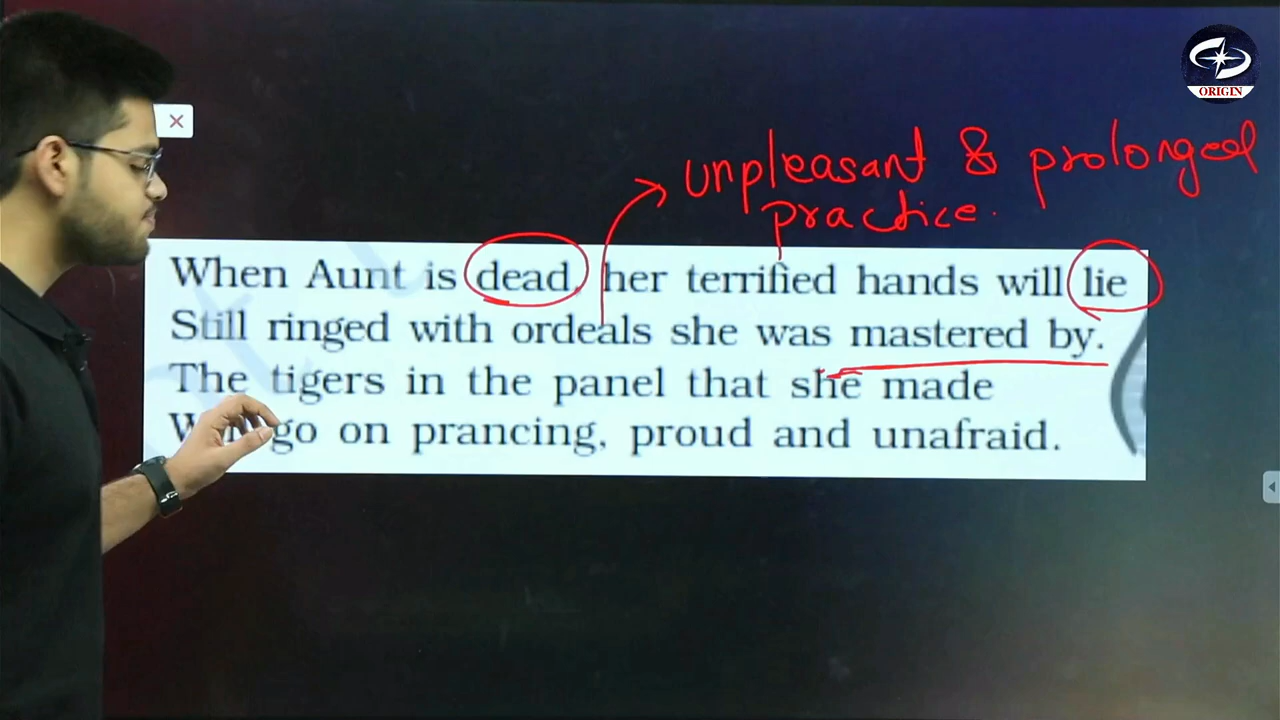 ORIGIN
unpleasant & prolonged
practice.
When Aunt is dead, her terrified hands will lie
Still ringed with ordeals she was mastered by.
The tigers in the panel that she made
go on prancing, proud and unafraid.